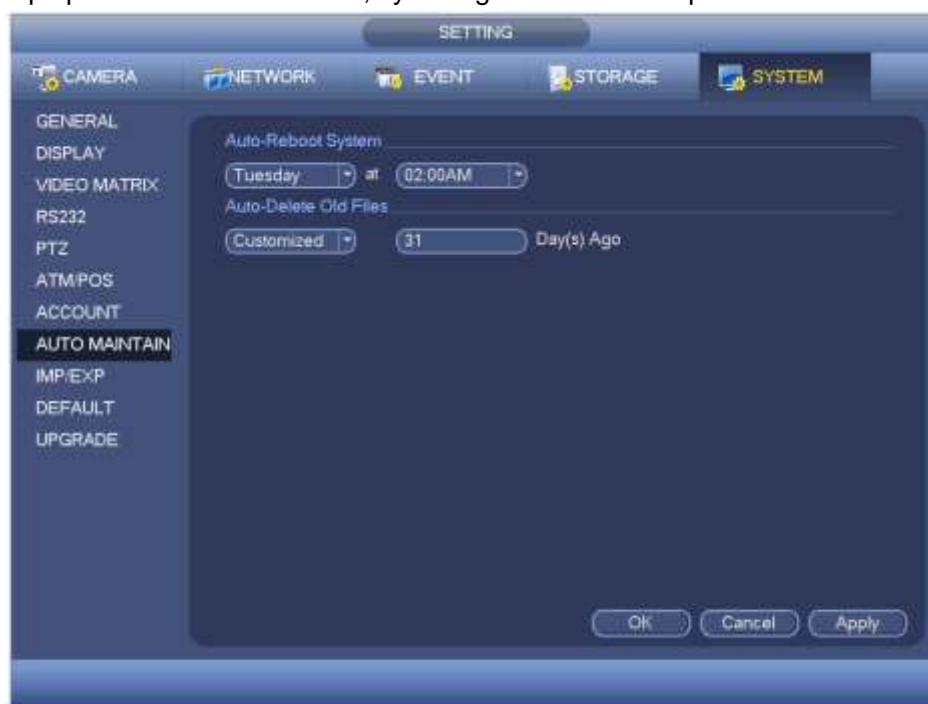 SETTING
CAMERA NETWORK EVENT STORAGE SYSTEM
GENERAL
DISPLAY
VIDEO MATRIX
RS232
PTZ
ATM/POS
ACCOUNT
AUTO MAINTAIN
IMP/EXP
DEFAULT
UPGRADE
Auto-Reboot System
Tuesday at 02:00AM
Auto-Delete Old Files
Customized 31 Day(s) Ago
OK Cancel Apply